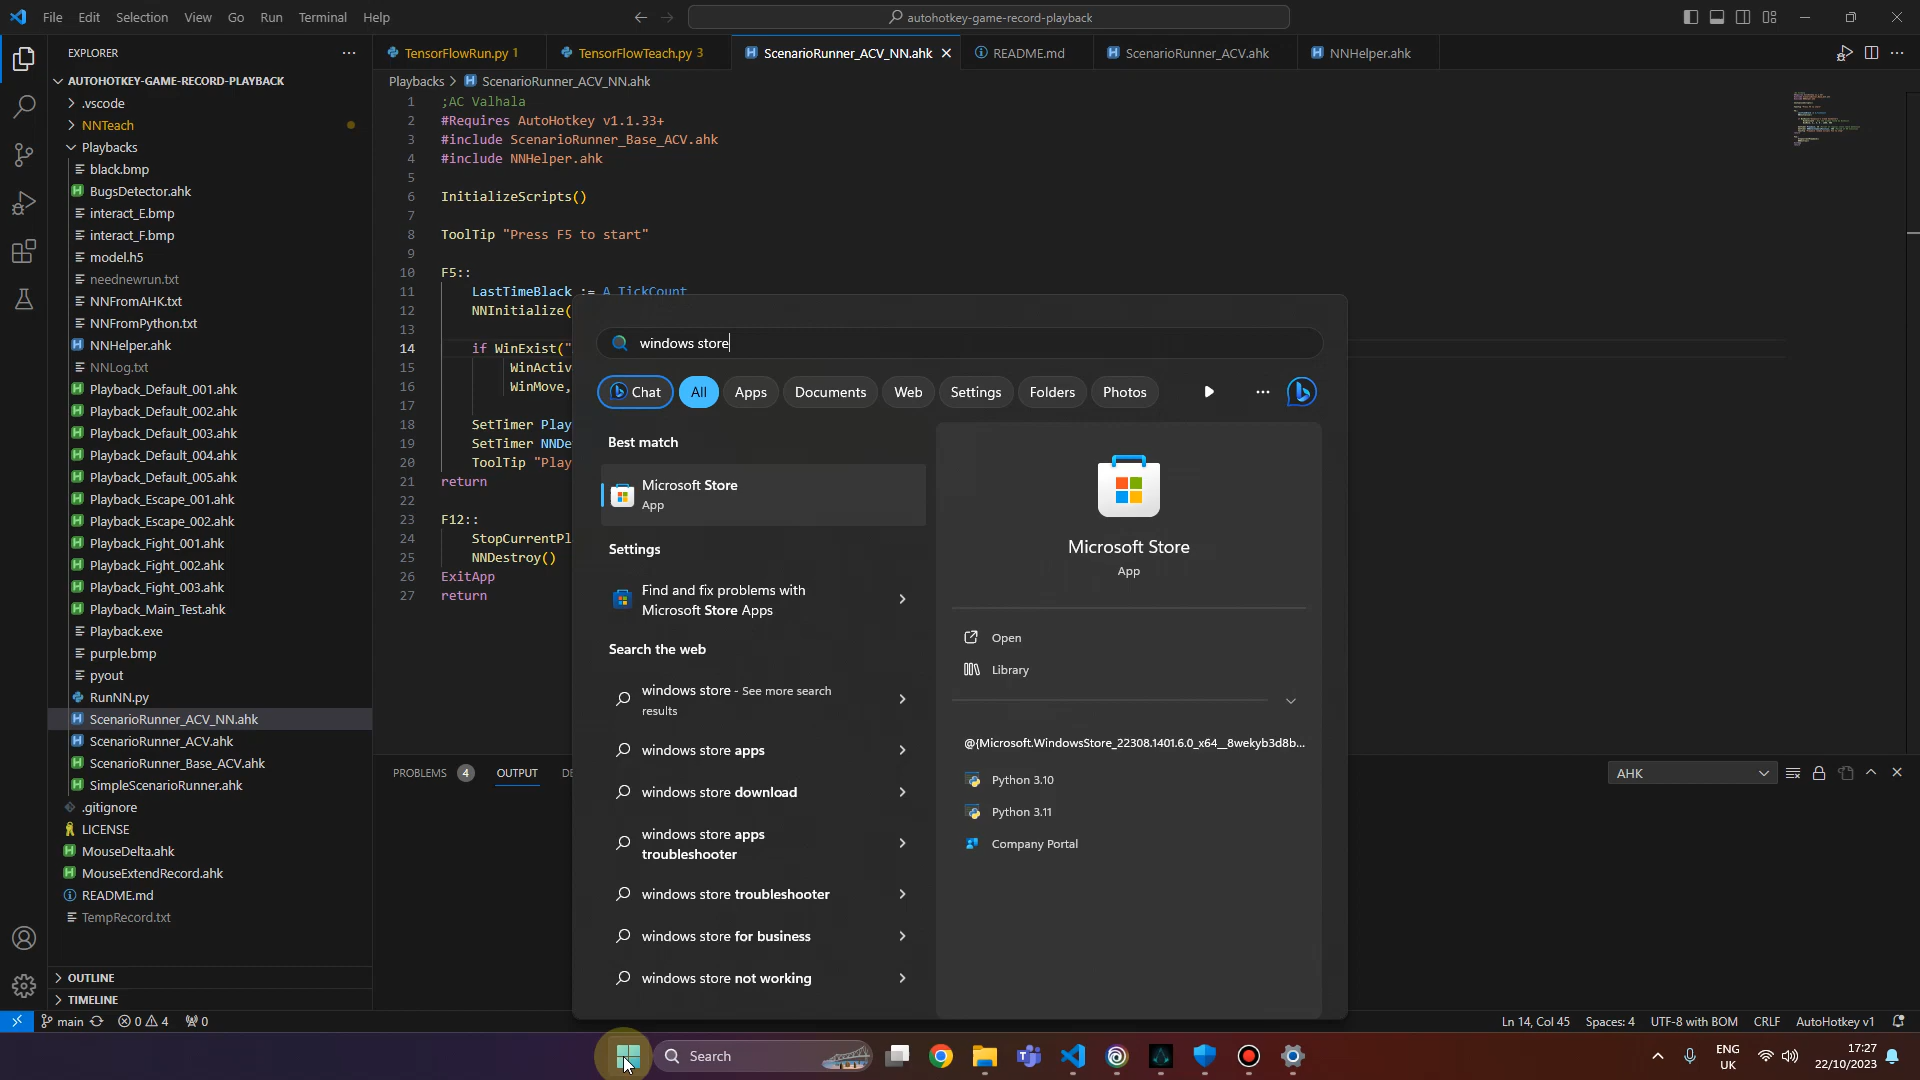 File Edit Selection View Go Run Terminal Help
autohotkey-game-record-playback
EXPLORER
AUTOHOTKEY-GAME-RECORD-PLAYBACK
.vscode
NNTeach
Playbacks
black.bmp
BugsDetector.ahk
interact_E.bmp
interact_F.bmp
model.h5
neednewrun.txt
NNFromAHK.txt
NNFromPython.txt
NNHelper.ahk
NNLog.txt
Playback_Default_001.ahk
Playback_Default_002.ahk
Playback_Default_003.ahk
Playback_Default_004.ahk
Playback_Default_005.ahk
Playback_Escape_001.ahk
Playback_Escape_002.ahk
Playback_Fight_001.ahk
Playback_Fight_002.ahk
Playback_Fight_003.ahk
Playback_Main_Test.ahk
Playback.exe
purple.bmp
pyout
RunNN.py
ScenarioRunner_ACV_NN.ahk
ScenarioRunner_ACV.ahk
ScenarioRunner_Base_ACV.ahk
SimpleScenarioRunner.ahk
.gitignore
LICENSE
MouseDelta.ahk
MouseExtendRecord.ahk
README.md
TempRecord.txt
OUTLINE
TIMELINE
TensorFlowRun.py 1 TensorFlowTeach.py 3 ScenarioRunner_ACV_NN.ahk README.md ScenarioRunner_ACV.ahk NNHelper.ahk
Playbacks > ScenarioRunner_ACV_NN.ahk
1 ;AC Valhala
2 #Requires AutoHotkey v1.1.33+
3 #include ScenarioRunner_Base_ACV.ahk
4 #include NNHelper.ahk
5
6 InitializeScripts()
7
8 ToolTip "Press F5 to start"
9
10 F5::
11 LastTimeBlack := A_TickCount
12 NNInitialize(
13
14 if WinExist("
15 WinActiv
16 WinMove,
17
18 SetTimer Play
19 SetTimer NNDe
20 ToolTip "Play
21 return
22
23 F12::
24 StopCurrentPl
25 NNDestroy()
26 ExitApp
27 return
windows store
Chat All Apps Documents Web Settings Folders Photos
Best match
Microsoft Store
App
Settings
Find and fix problems with
Microsoft Store Apps
Search the web
windows store - See more search
results
windows store apps
windows store download
windows store apps
troubleshooter
windows store troubleshooter
windows store for business
windows store not working
Microsoft Store
App
Open
Library
@{Microsoft.WindowsStore_22308.1401.6.0_x64__8wekyb3d8b...
Python 3.10
Python 3.11
Company Portal
PROBLEMS 4 OUTPUT DE
AHK
main 0 4 0
Ln 14, Col 45 Spaces: 4 UTF-8 with BOM CRLF AutoHotkey v1
Search
ENG
UK
17:27
22/10/2023